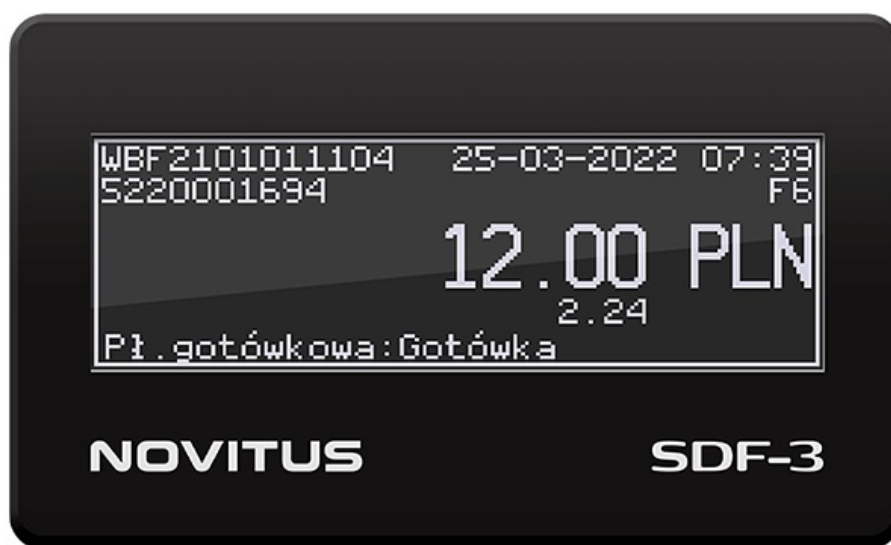 WBF2101011104 25-03-2022 07:39
5220001694 F6
12.00 PLN
2.24
Pł.gotówkowa:Gotówka
NOVITUS SDF-3